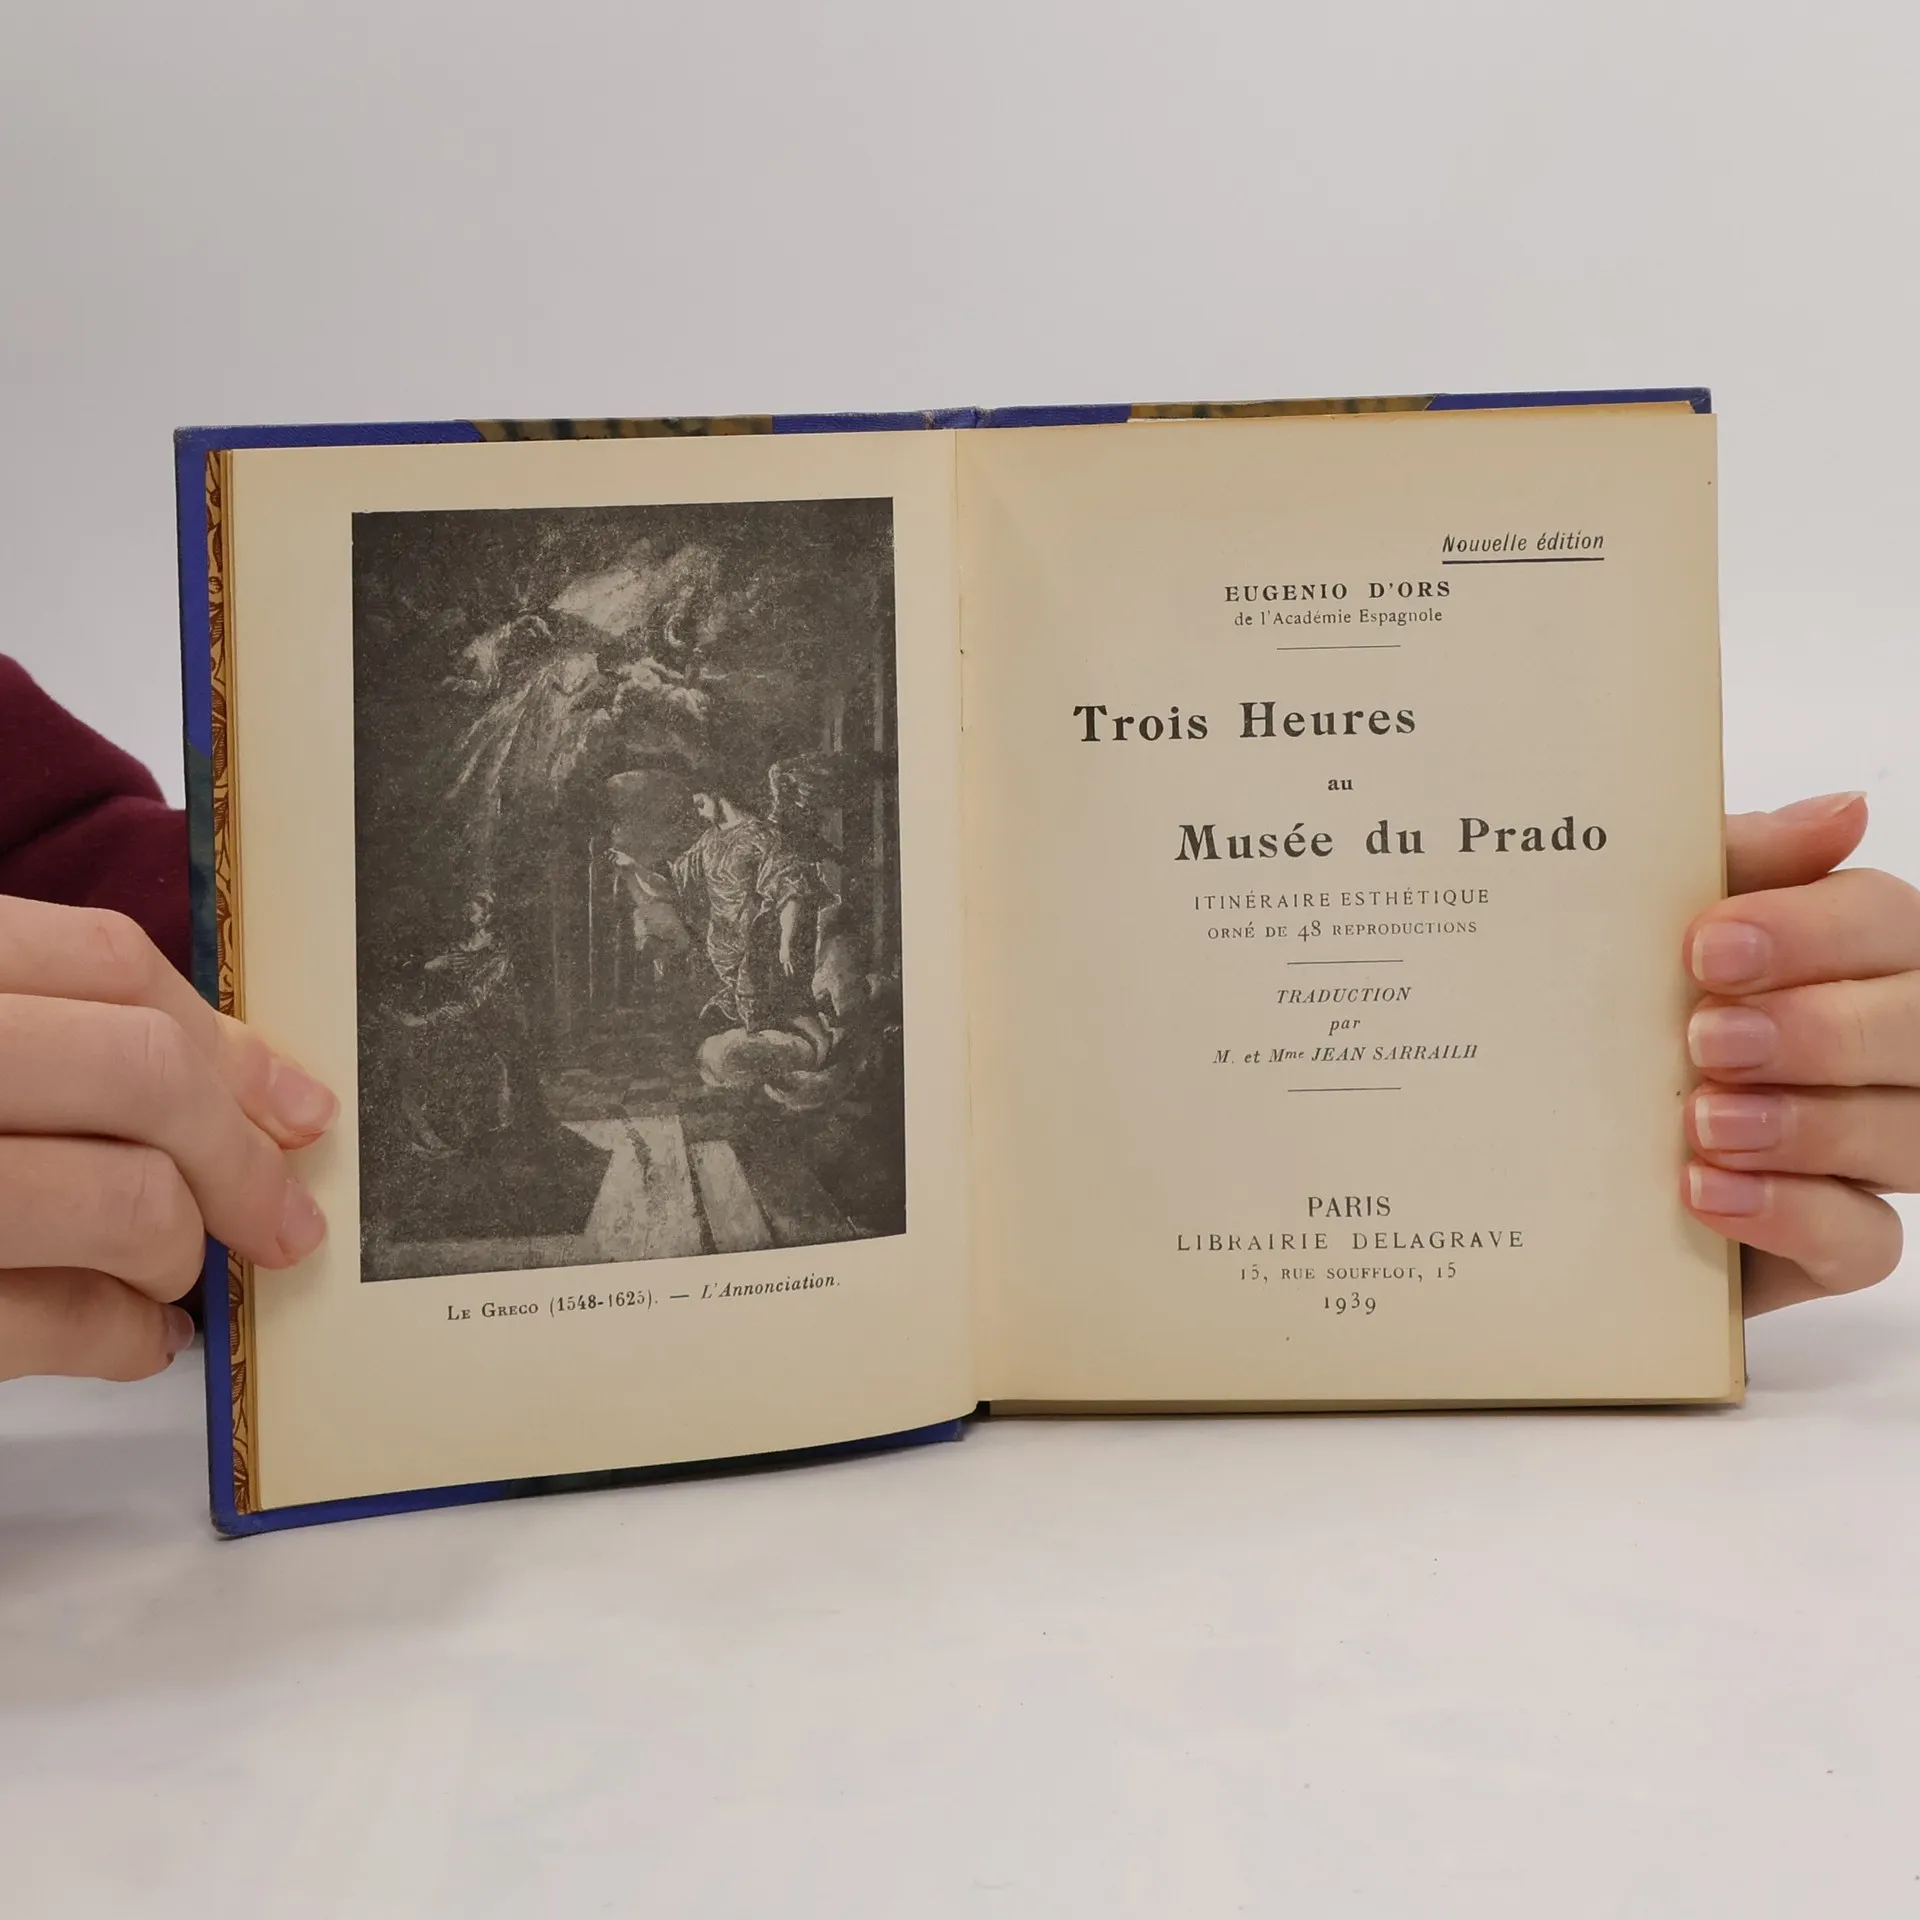 Le Greco (1548-1625). — L'Annonciation.
Nouvelle édition
EUGENIO D'ORS
de l'Académie Espagnole
Trois Heures
au
Musée du Prado
ITINÉRAIRE ESTHÉTIQUE
ORNÉ DE 48 REPRODUCTIONS
TRADUCTION
par
M. et Mme JEAN SARRAILH
PARIS
LIBRAIRIE DELAGRAVE
15, RUE SOUFFLOT, 15
1939